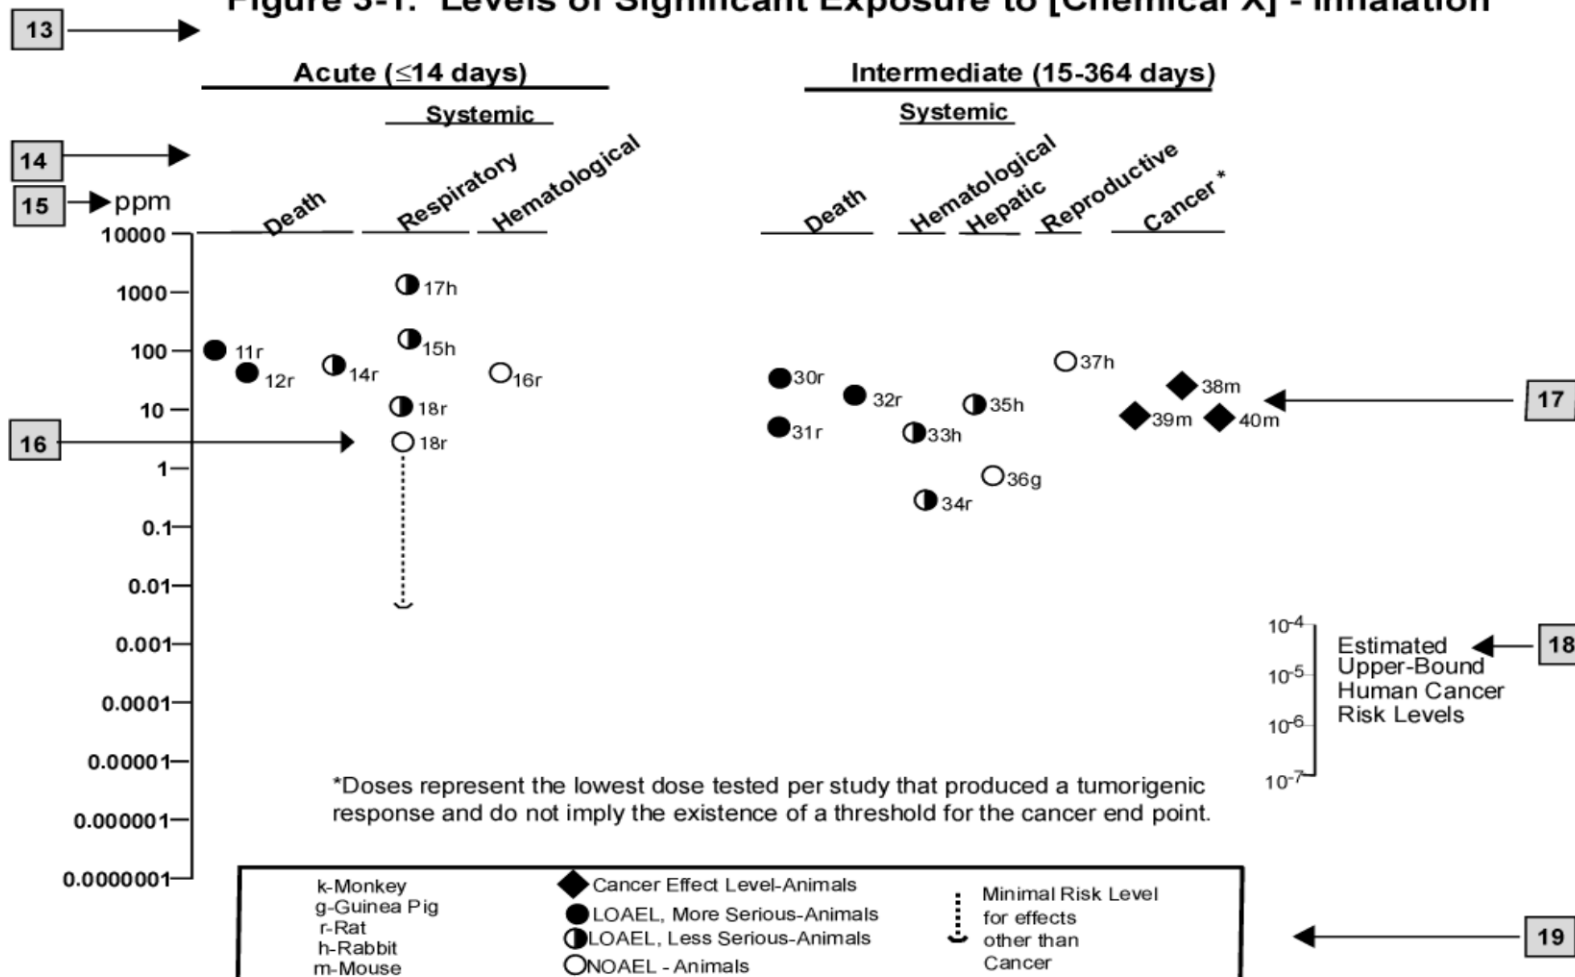 Figure 3-1. Levels of Significant Exposure to [Chemical X] - Inhalation
13
Acute (≤14 days)
Intermediate (15-364 days)
Systemic
Systemic
14
15
ppm
Death
Respiratory
Hematological
Death
Hematological
Hepatic
Reproductive
Cancer*
10000
1000
17h
100
11r
12r
14r
15h
16r
30r
32r
37h
38m
17
10
18r
31r
33h
35h
39m
40m
16
18r
1
36g
34r
0.1
0.01
0.001
10-4
Estimated
18
10-5
Upper-Bound
Human Cancer
0.0001
10-6
Risk Levels
0.00001
10-7
*Doses represent the lowest dose tested per study that produced a tumorigenic
response and do not imply the existence of a threshold for the cancer end point.
0.000001
0.0000001
k-Monkey
g-Guinea Pig
r-Rat
h-Rabbit
m-Mouse
Cancer Effect Level-Animals
LOAEL, More Serious-Animals
LOAEL, Less Serious-Animals
NOAEL - Animals
Minimal Risk Level
for effects
other than
Cancer
19